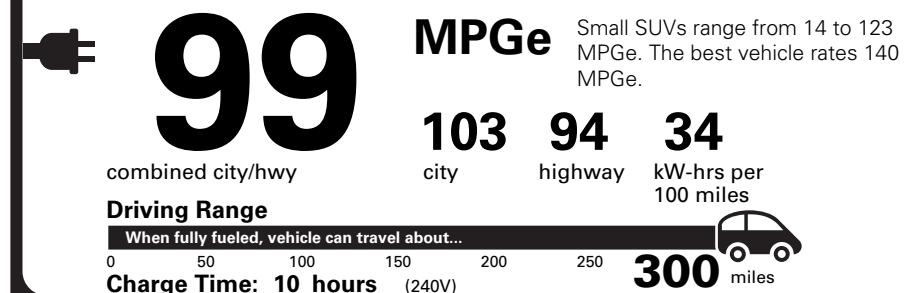 99 MPGe
Small SUVs range from 14 to 123
MPGe. The best vehicle rates 140
MPGe.
combined city/hwy
103 94 34
city highway kW-hrs per
100 miles
Driving Range
When fully fueled, vehicle can travel about...
0 50 100 150 200 250 300 miles
Charge Time: 10 hours (240V)